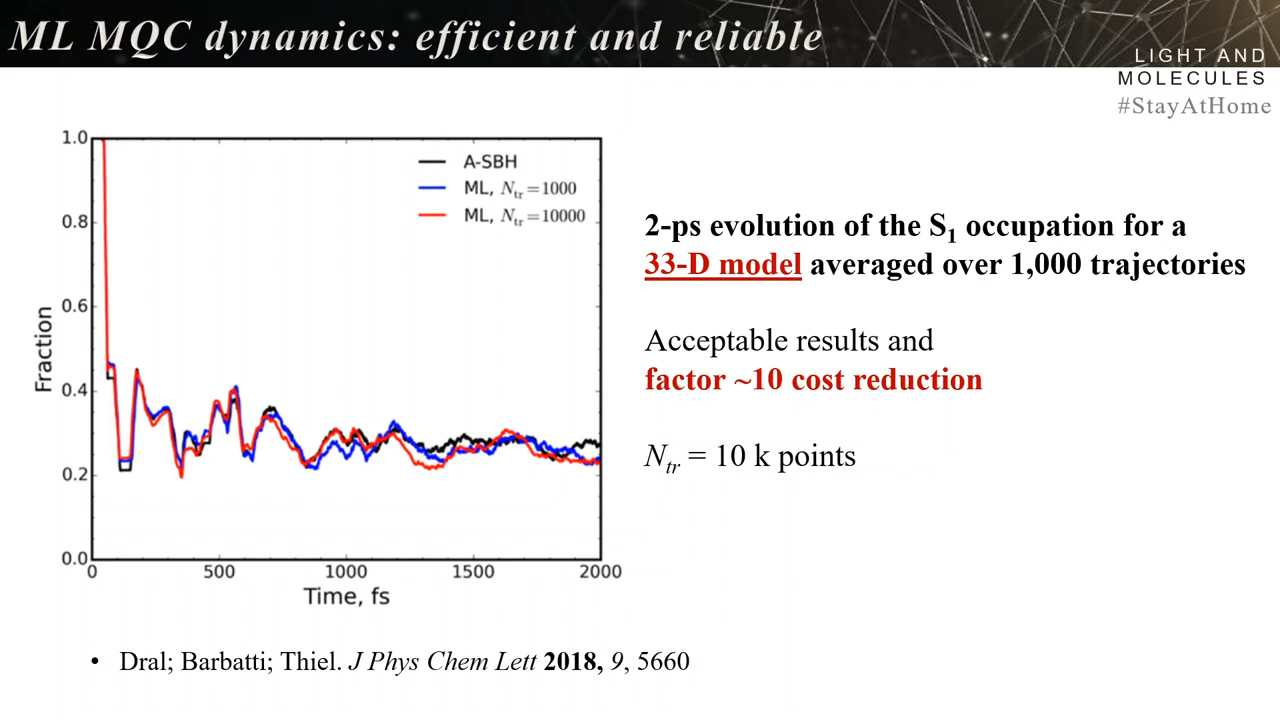 ML MQC dynamics: efficient and reliable
LIGHT AND
MOLECULES
#StayAtHome
1.0
0.8
0.6
0.4
0.2
0.0
Fraction
0
500
1000
1500
2000
Time, fs
A-SBH
ML, Ntr=1000
ML, Ntr=10000
2-ps evolution of the S1 occupation for a
33-D model averaged over 1,000 trajectories
Acceptable results and
factor ~10 cost reduction
Ntr = 10 k points
• Dral; Barbatti; Thiel. J Phys Chem Lett 2018, 9, 5660